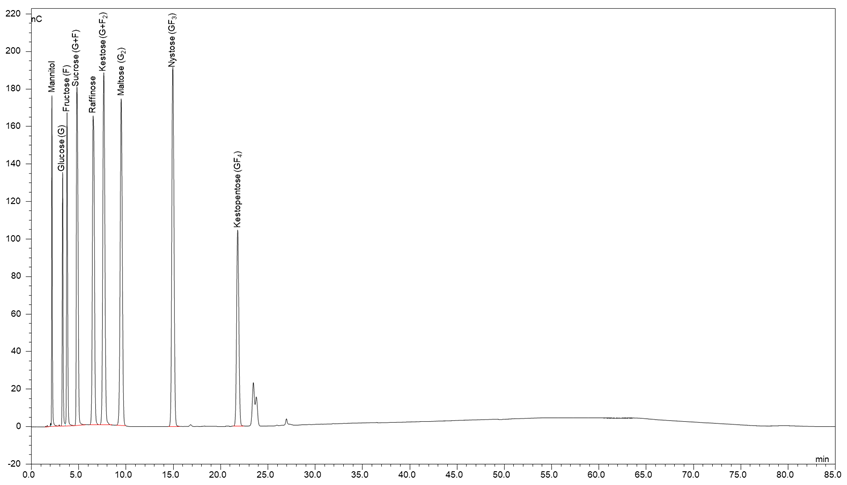 220
nC
200
180
160
140
120
100
80
60
40
20
0
-20
Mannitol
Glucose (G)
Fructose (F)
Sucrose (G+F)
Raffinose
Kestose (G+F2)
Maltose (G2)
Nystose (GF3)
Kestopentose (GF4)
0.0 5.0 10.0 15.0 20.0 25.0 30.0 35.0 40.0 45.0 50.0 55.0 60.0 65.0 70.0 75.0 80.0 85.0
min